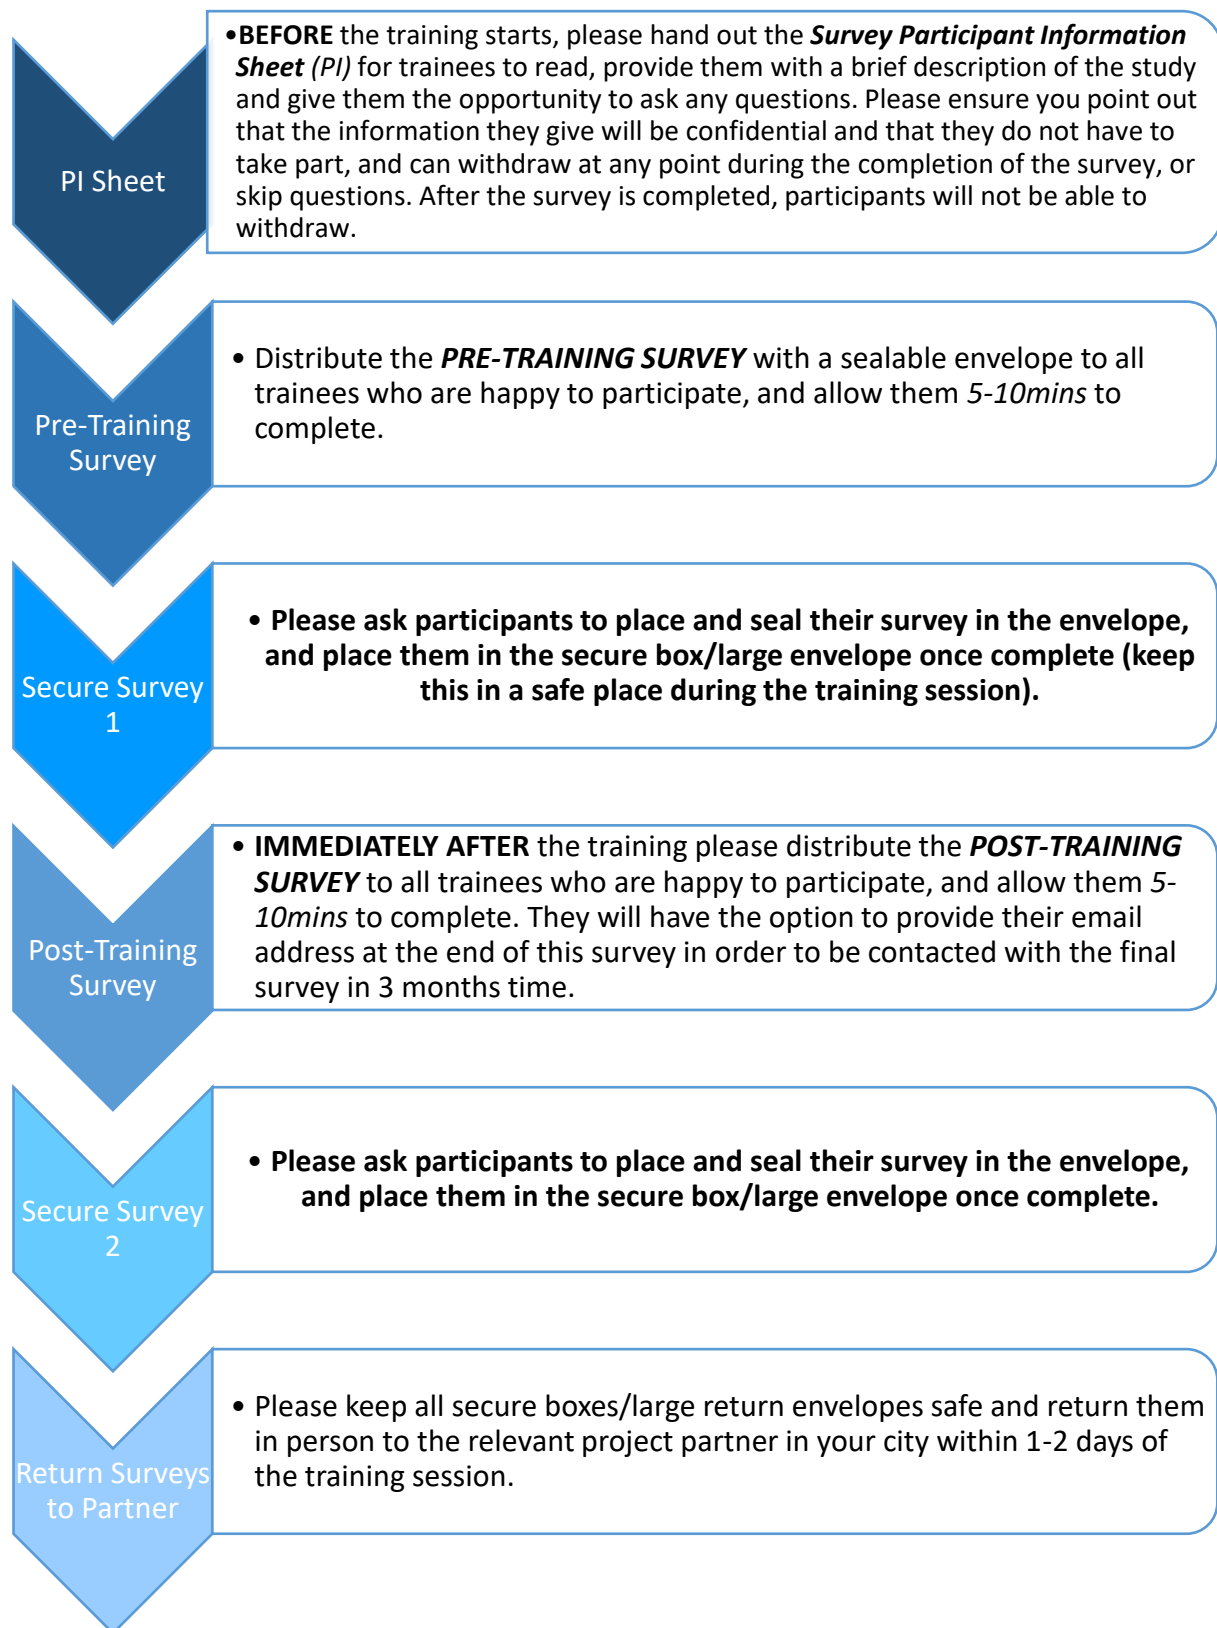 •BEFORE the training starts, please hand out the Survey Participant Information
Sheet (PI) for trainees to read, provide them with a brief description of the study
and give them the opportunity to ask any questions. Please ensure you point out
that the information they give will be confidential and that they do not have to
take part, and can withdraw at any point during the completion of the survey, or
skip questions. After the survey is completed, participants will not be able to
withdraw.
PI Sheet
• Distribute the PRE-TRAINING SURVEY with a sealable envelope to all
trainees who are happy to participate, and allow them 5-10mins to
complete.
Pre-Training
Survey
• Please ask participants to place and seal their survey in the envelope,
and place them in the secure box/large envelope once complete (keep
this in a safe place during the training session).
Secure Survey
1
• IMMEDIATELY AFTER the training please distribute the POST-TRAINING
SURVEY to all trainees who are happy to participate, and allow them 5-
10mins to complete. They will have the option to provide their email
address at the end of this survey in order to be contacted with the final
survey in 3 months time.
Post-Training
Survey
• Please ask participants to place and seal their survey in the envelope,
and place them in the secure box/large envelope once complete.
Secure Survey
2
• Please keep all secure boxes/large return envelopes safe and return them
in person to the relevant project partner in your city within 1-2 days of
the training session.
Return Surveys
to Partner